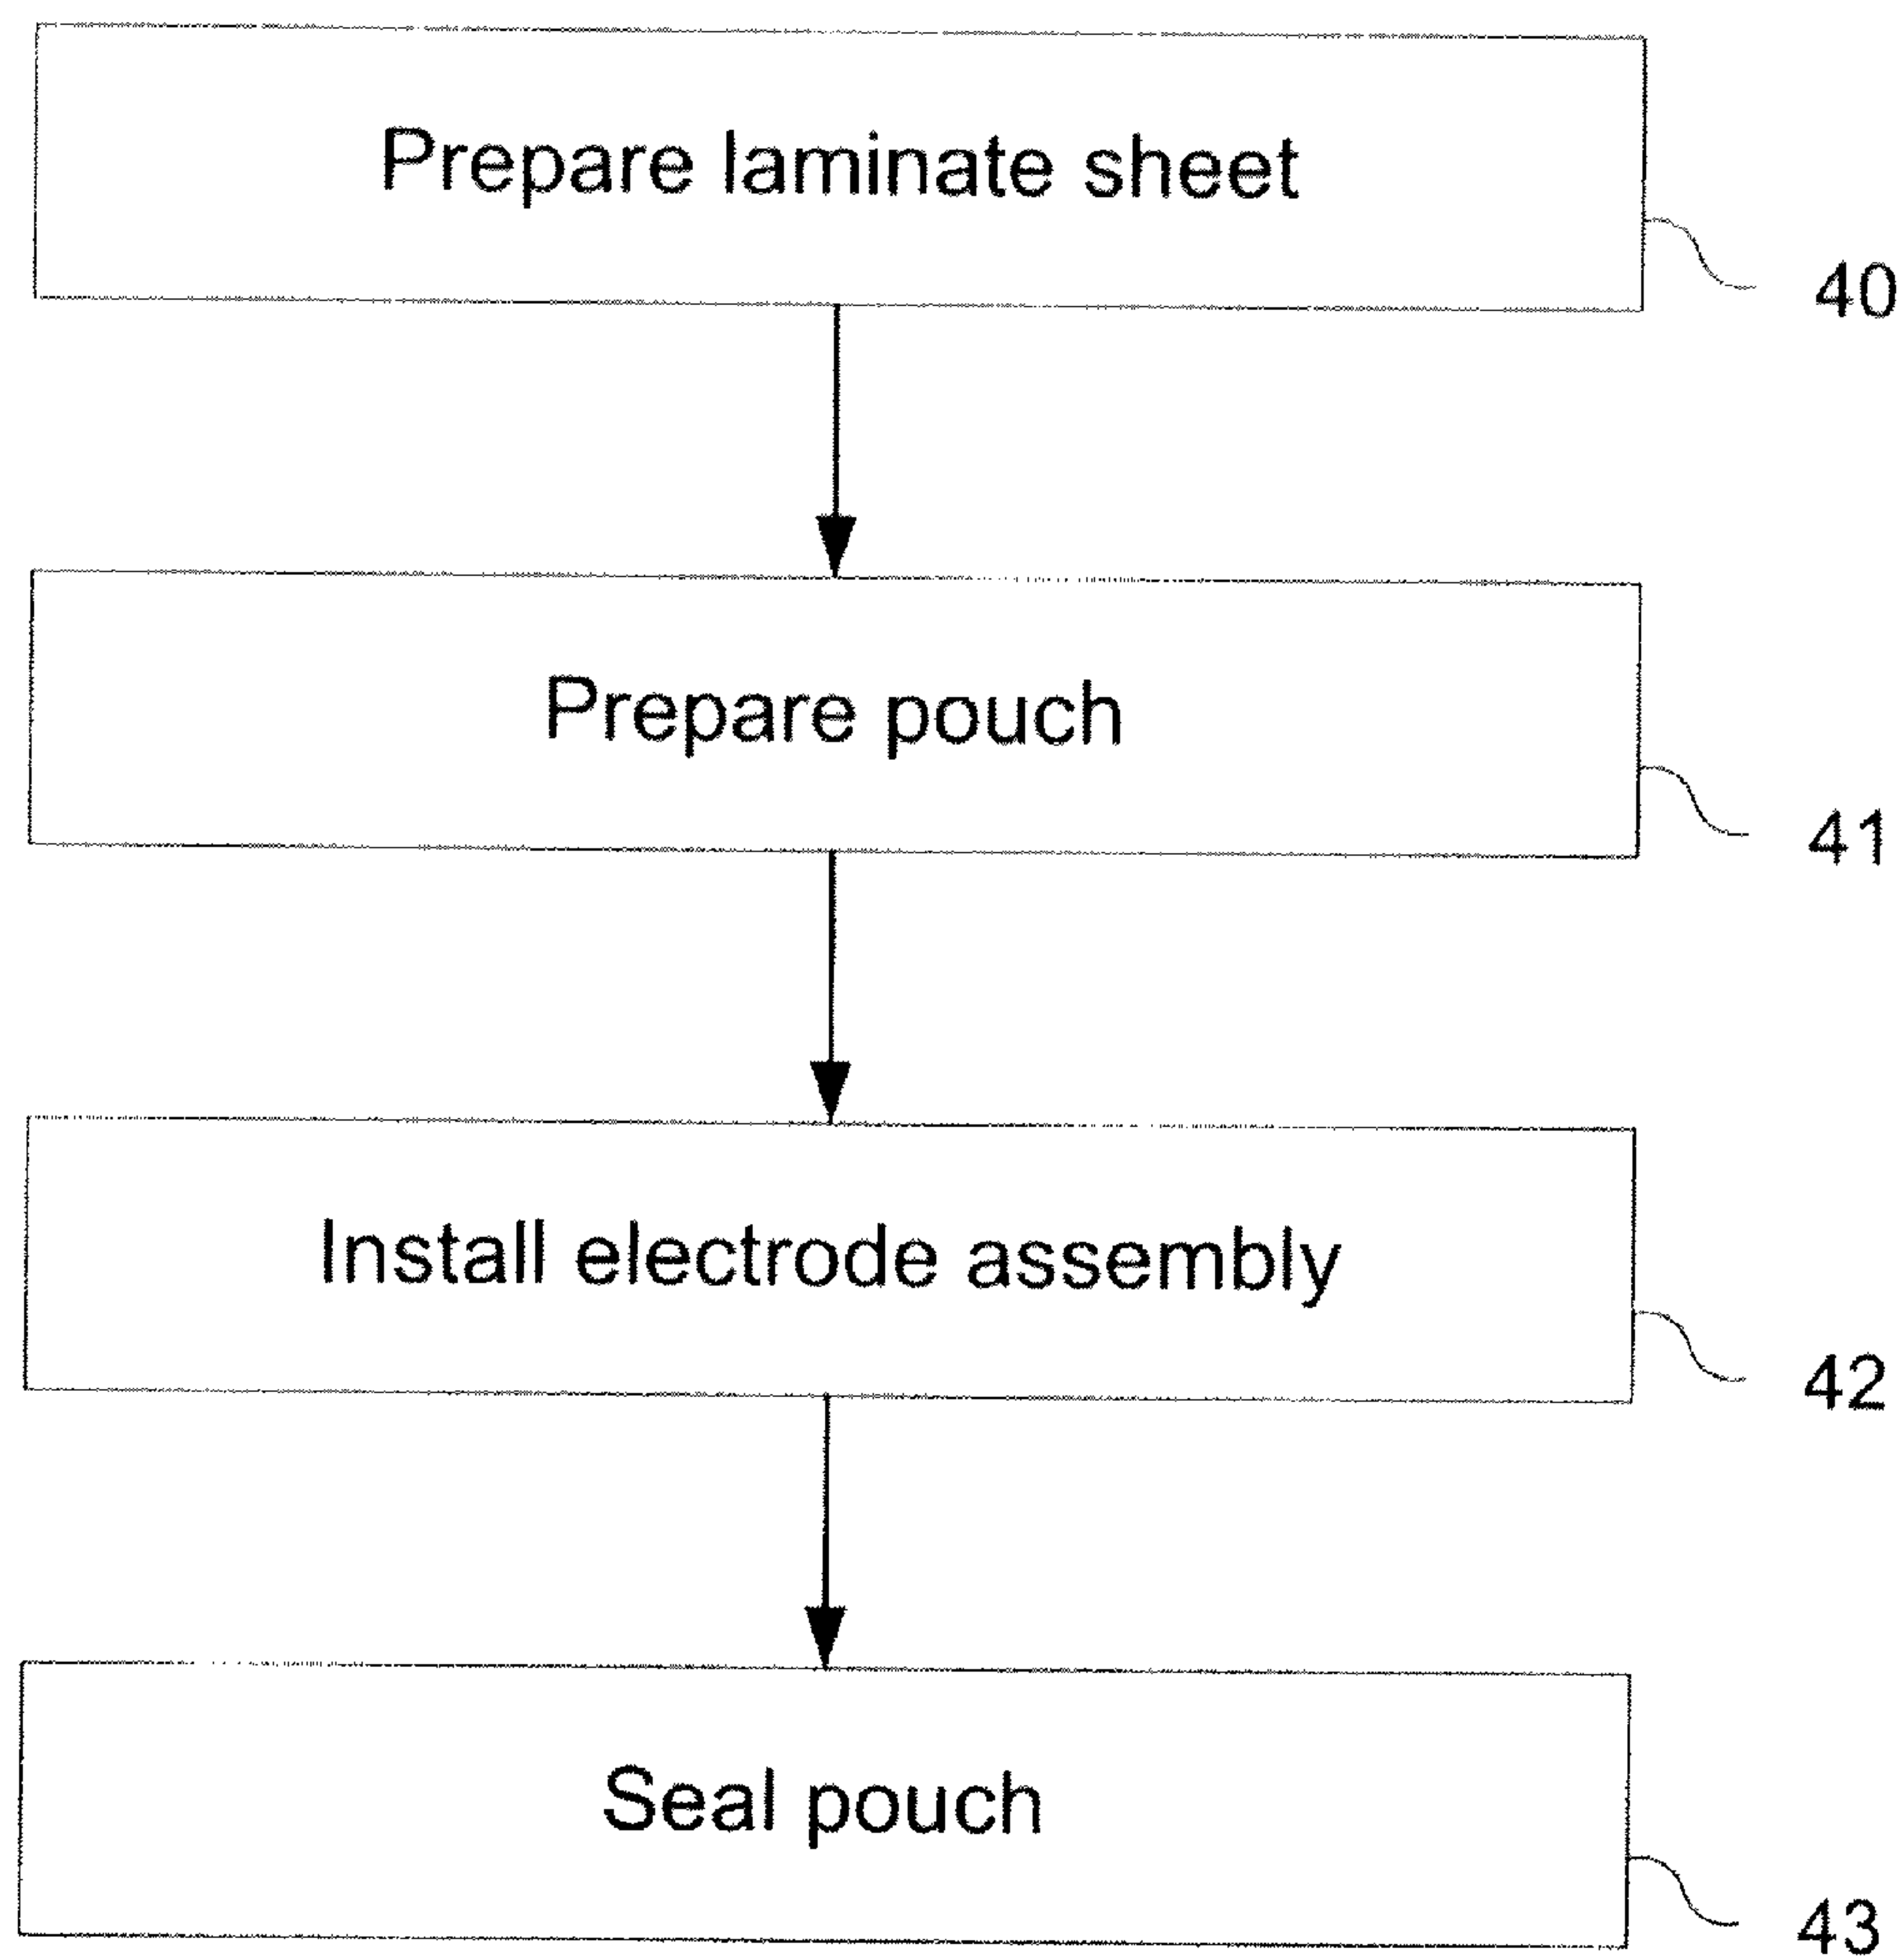 Prepare laminate sheet
40
Prepare pouch
41
Install electrode assembly
42
Seal pouch
43